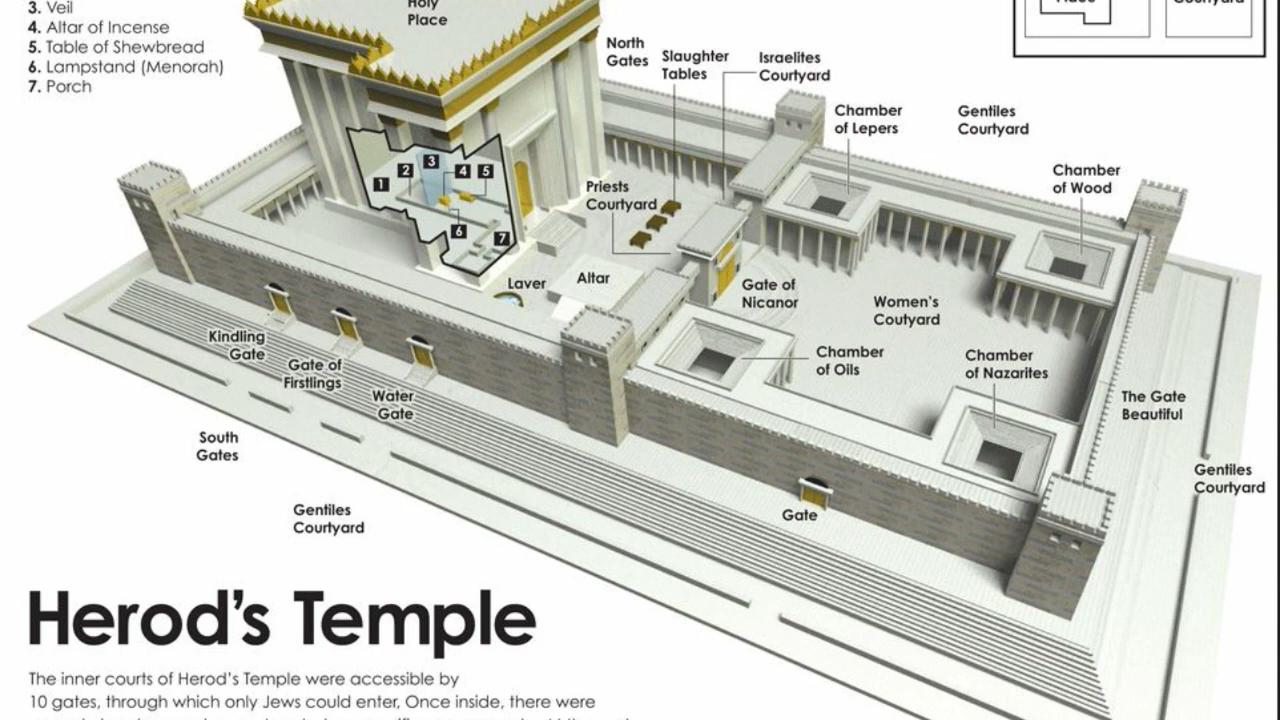 3. Veil
4. Altar of Incense
5. Table of Shewbread
6. Lampstand (Menorah)
7. Porch
Holy
Place
Place
Courtyard
North
Gates
Slaughter
Tables
Israelites
Courtyard
Chamber
of Lepers
Gentiles
Courtyard
Chamber
of Wood
Priests
Courtyard
1
2
3
4
5
6
7
Laver
Altar
Gate of
Nicanor
Women's
Coutyard
Chamber
of Oils
Chamber
of Nazarites
The Gate
Beautiful
Kindling
Gate
Gate of
Firstlings
Water
Gate
South
Gates
Gentiles
Courtyard
Gate
Gentiles
Courtyard
Herod's Temple
The inner courts of Herod's Temple were accessible by
10 gates, through which only Jews could enter. Once inside, there were